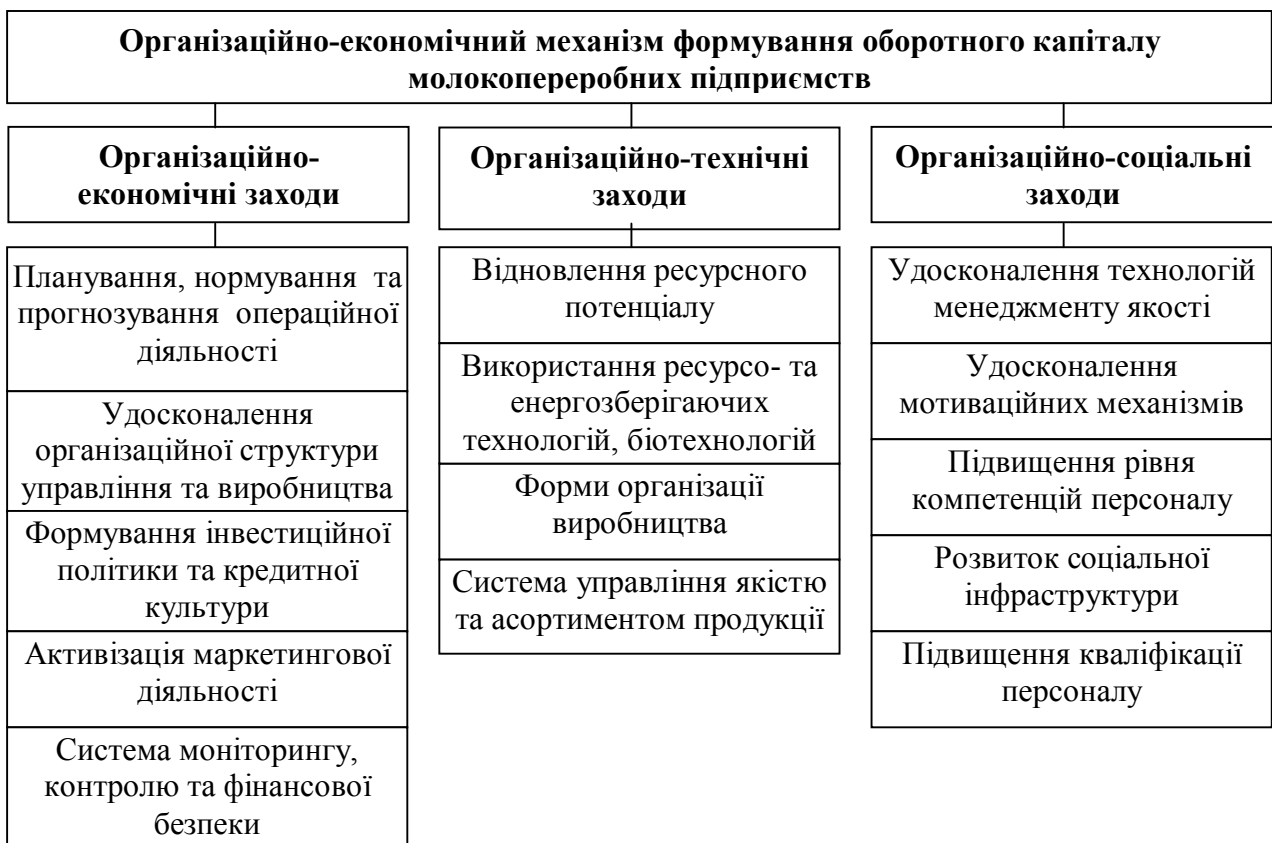 Організаційно-економічний механізм формування оборотного капіталу
молокопереробних підприємств
Організаційно-
економічні заходи
Планування, нормування та
прогнозування операційної
діяльності
Удосконалення
організаційної структури
управління та виробництва
Формування інвестиційної
політики та кредитної
культури
Активізація маркетингової
діяльності
Система моніторингу,
контролю та фінансової
безпеки
Організаційно-технічні
заходи
Відновлення ресурсного
потенціалу
Використання ресурсо- та
енергозберігаючих
технологій, біотехнологій
Форми організації
виробництва
Система управління якістю
та асортиментом продукції
Організаційно-соціальні
заходи
Удосконалення технологій
менеджменту якості
Удосконалення
мотиваційних механізмів
Підвищення рівня
компетенцій персоналу
Розвиток соціальної
інфраструктури
Підвищення кваліфікації
персоналу